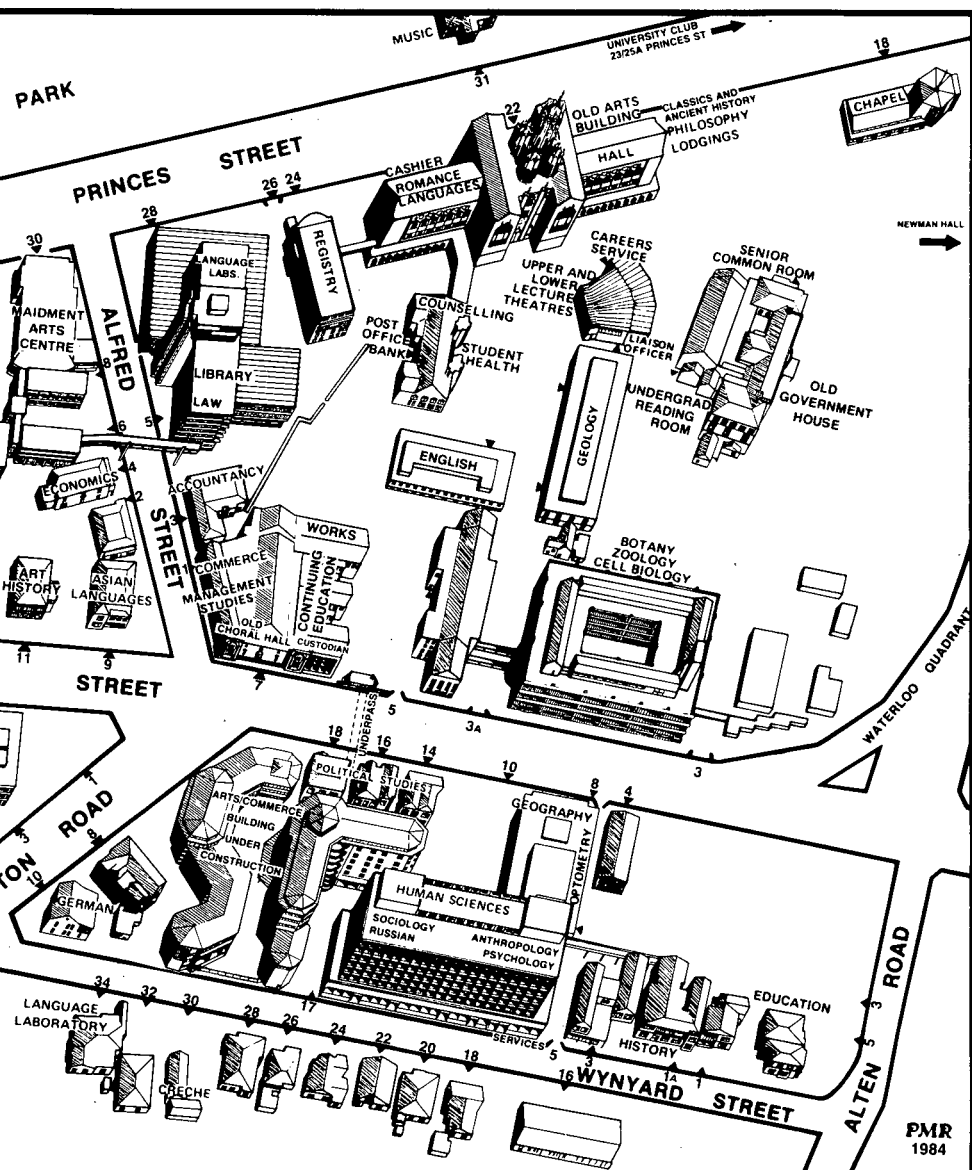 MUSIC
UNIVERSITY CLUB
23/25A PRINCES ST
18
31
PARK
PRINCES STREET
CHAPEL
22
OLD ARTS
BUILDING
CLASSICS AND
ANCIENT HISTORY
PHILOSOPHY
LODGINGS
HALL
CASHIER
ROMANCE
LANGUAGES
26
24
28
30
REGISTRY
LANGUAGE
LABS.
NEWMAN HALL
CAREERS
SERVICE
UPPER AND
LOWER
LECTURE
THEATRES
SENIOR
COMMON ROOM
MAIDMENT
ARTS
CENTRE
ALFRED
STREET
COUNSELLING
POST
OFFICE
BANK
STUDENT
HEALTH
LIAISON
OFFICER
UNDERGRAD
READING
ROOM
OLD
GOVERNMENT
HOUSE
8
LIBRARY
LAW
6
5
4
2
3
1
GEOLOGY
ENGLISH
ECONOMICS
ACCOUNTANCY
WORKS
COMMERCE
MANAGEMENT
STUDIES
CONTINUING
EDUCATION
OLD
CHORAL HALL
CUSTODIAN
ART
HISTORY
ASIAN
LANGUAGES
BOTANY
ZOOLOGY
CELL BIOLOGY
WATERLOO QUADRANT
11
9
7
5
3A
3
STREET
UNDERPASS
18
16
14
10
8
4
POLITICAL STUDIES
ARTS/COMMERCE
BUILDING
UNDER
CONSTRUCTION
GEOGRAPHY
OPTOMETRY
1
3
8
10
TON ROAD
GERMAN
HUMAN SCIENCES
SOCIOLOGY
RUSSIAN
ANTHROPOLOGY
PSYCHOLOGY
EDUCATION
HISTORY
SERVICES
17
5
3
1A
1
3
5
ALTEN ROAD
LANGUAGE
LABORATORY
34
32
30
28
26
24
22
20
18
16
CRECHE
WYNYARD STREET
PMR
1984